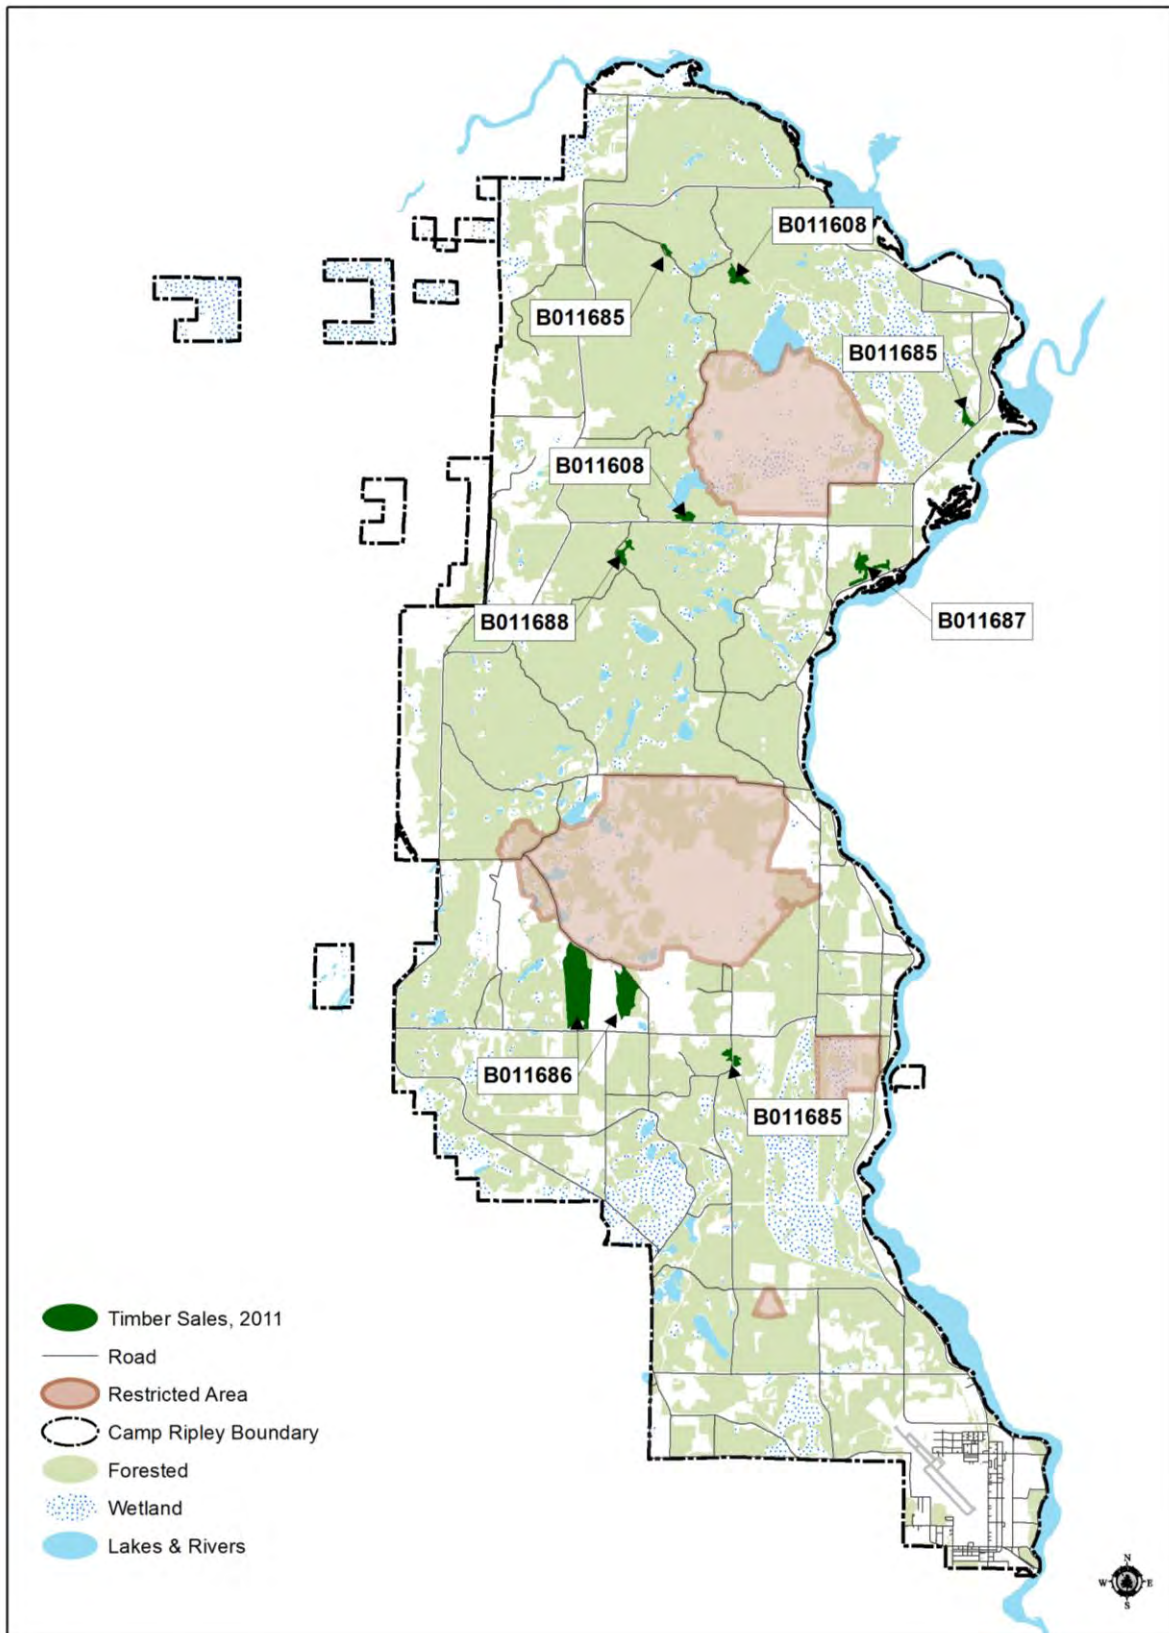 B011608
B011685
B011685
B011608
B011688
B011687
B011686
B011685
Timber Sales, 2011
Road
Restricted Area
Camp Ripley Boundary
Forested
Wetland
Lakes & Rivers
N
W E
S